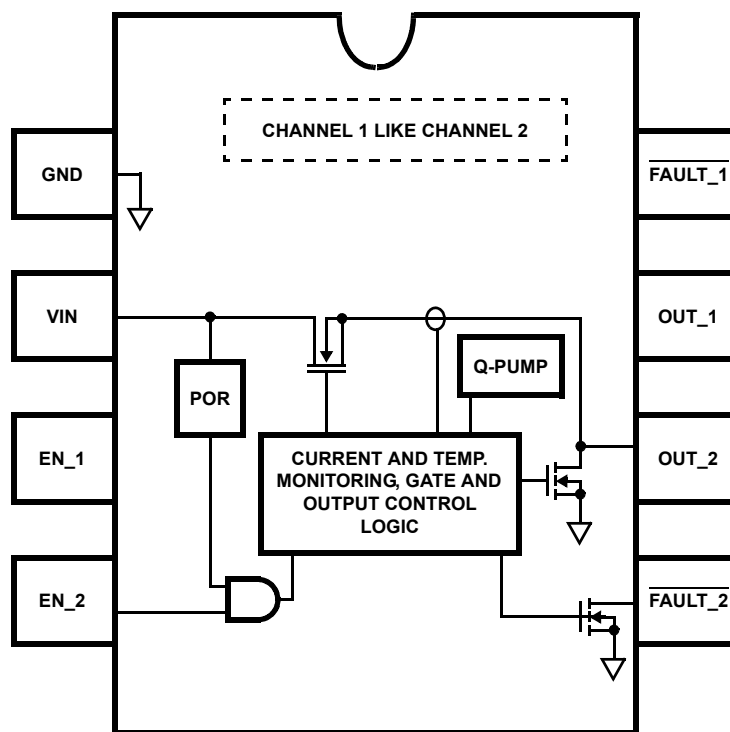 CHANNEL 1 LIKE CHANNEL 2
GND
FAULT_1
VIN
OUT_1
Q-PUMP
POR
EN_1
CURRENT AND TEMP.
MONITORING, GATE AND
OUTPUT CONTROL
LOGIC
OUT_2
EN_2
FAULT_2